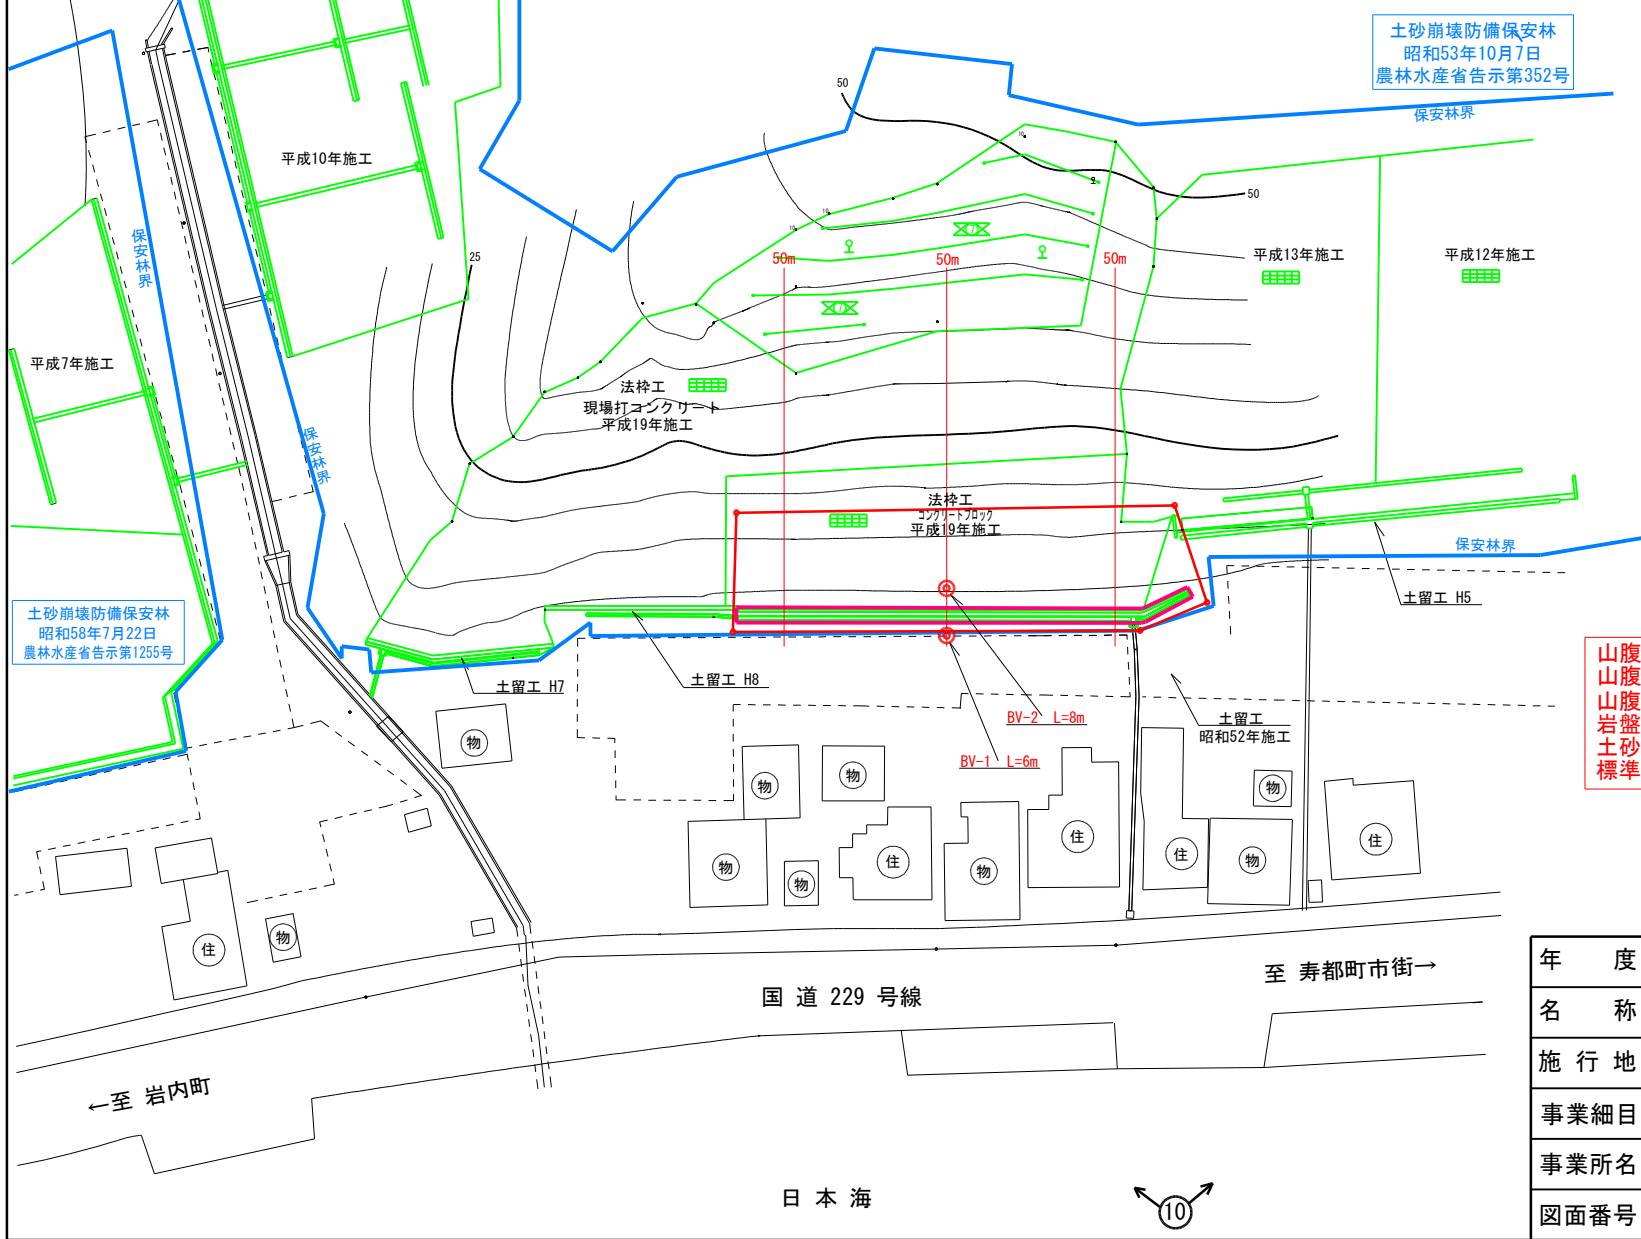 土砂崩壊防備保安林
昭和53年10月7日
農林水産省告示第352号
保安林界
50
平成10年施工
50
保安林界
25
50m
50m
50m
平成13年施工
平成12年施工
平成7年施工
法枠工
現場打コンクリート
平成19年施工
保安林界
法枠工
コンクリートブロック
平成19年施工
保安林界
土留工 H5
土砂崩壊防備保安林
昭和58年7月22日
農林水産省告示第1255号
土留工 H7
土留工 H8
BV-2 L=8m
BV-1 L=6m
土留工
昭和52年施工
山腹
山腹
山腹
岩盤
土砂
標準
物
物
物
物
住
物
住
物
住
物
物
住
住
物
国道 229 号線
至 寿都町市街→
←至 岩内町
日本海
10
年度
名称
施行地
事業細目
事業所名
図面番号